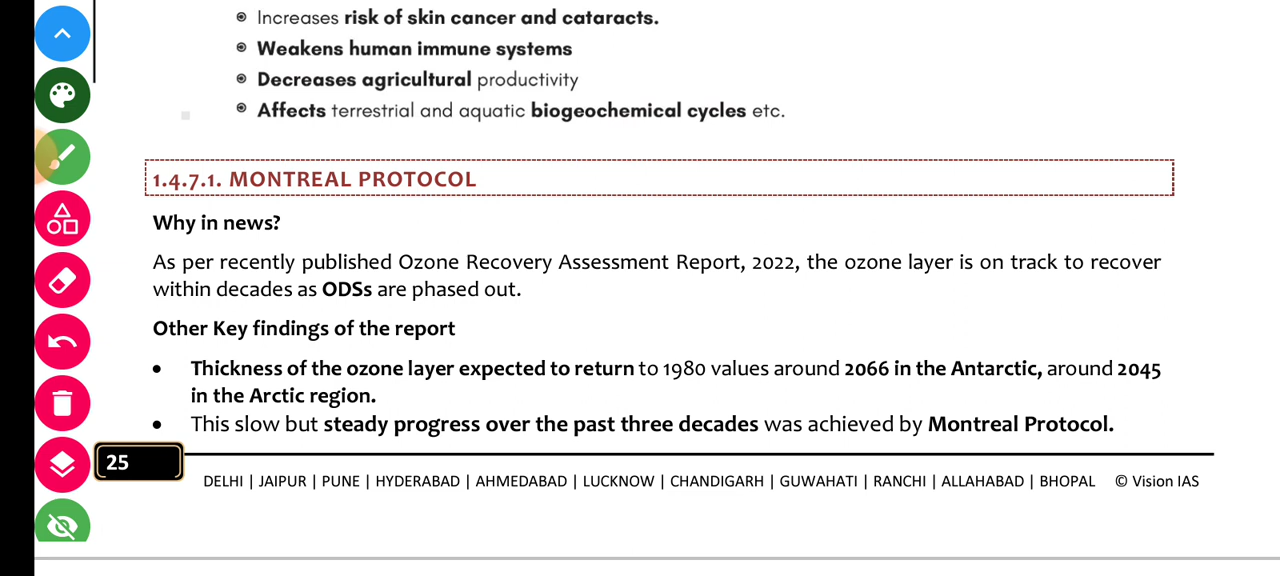 Increases risk of skin cancer and cataracts.
Weakens human immune systems
Decreases agricultural productivity
Affects terrestrial and aquatic biogeochemical cycles etc.
1.4.7.1. MONTREAL PROTOCOL
Why in news?
As per recently published Ozone Recovery Assessment Report, 2022, the ozone layer is on track to recover
within decades as ODSs are phased out.
Other Key findings of the report
• Thickness of the ozone layer expected to return to 1980 values around 2066 in the Antarctic, around 2045
in the Arctic region.
• This slow but steady progress over the past three decades was achieved by Montreal Protocol.
25
DELHI | JAIPUR | PUNE | HYDERABAD | AHMEDABAD | LUCKNOW | CHANDIGARH | GUWAHATI | RANCHI | ALLAHABAD | BHOPAL © Vision IAS